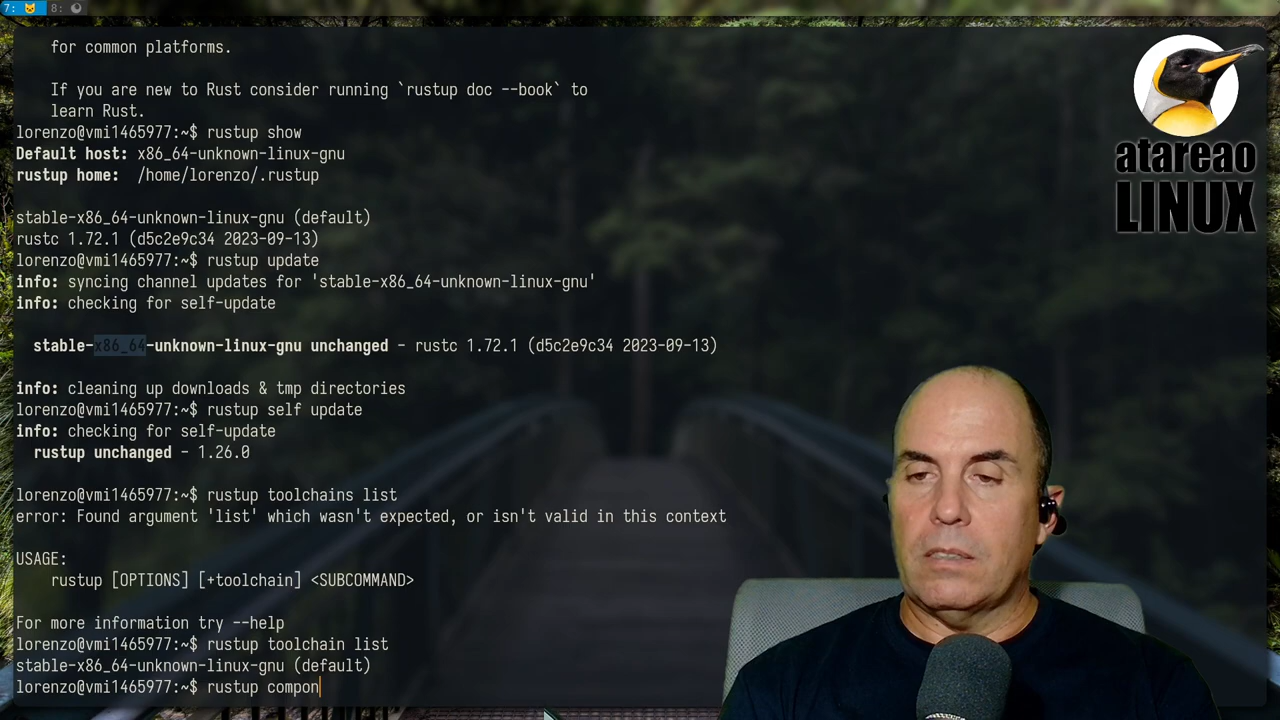 7:
8:
for common platforms.
If you are new to Rust consider running `rustup doc --book` to
learn Rust.
lorenzo@vmi1465977:~$ rustup show
Default host: x86_64-unknown-linux-gnu
rustup home:  /home/lorenzo/.rustup
stable-x86_64-unknown-linux-gnu (default)
rustc 1.72.1 (d5c2e9c34 2023-09-13)
lorenzo@vmi1465977:~$ rustup update
info: syncing channel updates for 'stable-x86_64-unknown-linux-gnu'
info: checking for self-update
stable-x86_64-unknown-linux-gnu unchanged - rustc 1.72.1 (d5c2e9c34 2023-09-13)
info: cleaning up downloads & tmp directories
lorenzo@vmi1465977:~$ rustup self update
info: checking for self-update
rustup unchanged - 1.26.0
lorenzo@vmi1465977:~$ rustup toolchains list
error: Found argument 'list' which wasn't expected, or isn't valid in this context
USAGE:
rustup [OPTIONS] [+toolchain] <SUBCOMMAND>
For more information try --help
lorenzo@vmi1465977:~$ rustup toolchain list
stable-x86_64-unknown-linux-gnu (default)
lorenzo@vmi1465977:~$ rustup compon
atareao
LINUX